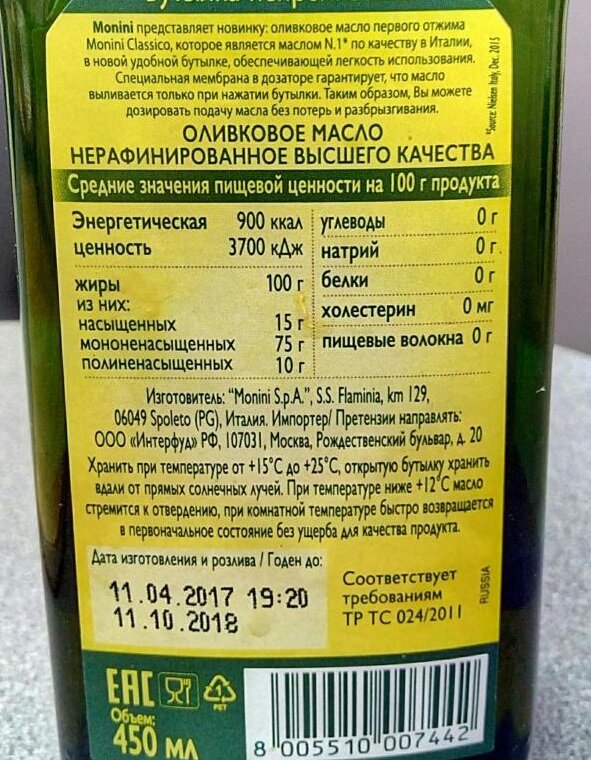 Monini представляет новинку: оливковое масло первого отжима
Monini Classico, которое является маслом N.1* по качеству в Италии,
в новой удобной бутылке, обеспечивающей легкость использования.
Специальная мембрана в дозаторе гарантирует, что масло
выливается только при нажатии бутылки. Таким образом, Вы можете
дозировать подачу масла без потерь и разбрызгивания.
*Source: Nielsen Italy, Dec. 2015
ОЛИВКОВОЕ МАСЛО
НЕРАФИНИРОВАННОЕ ВЫСШЕГО КАЧЕСТВА
Средние значения пищевой ценности на 100 г продукта
Энергетическая 900 ккал
ценность 3700 кДж
жиры 100 г
из них:
насыщенных 15 г
мононенасыщенных 75 г
полиненасыщенных 10 г
углеводы 0 г
натрий 0 г
белки 0 г
холестерин 0 мг
пищевые волокна 0 г
Изготовитель: “Monini S.p.A.”, S.S. Flaminia, km 129,
06049 Spoleto (PG), Италия. Импортер/ Претензии направлять:
ООО «Интерфуд» РФ, 107031, Москва, Рождественский бульвар, д. 20
Хранить при температуре от +15°С до +25°С, открытую бутылку хранить
вдали от прямых солнечных лучей. При температуре ниже +12°С масло
стремится к отвердению, при комнатной температуре быстро возвращается
в первоначальное состояние без ущерба для качества продукта.
Дата изготовления и розлива / Годен до:
11.04.2017 19:20
11.10.2018
Соответствует
требованиям
ТР ТС 024/2011
RUSSIA
EAC
1
PET
Объем:
450 мл
8 005510 007442